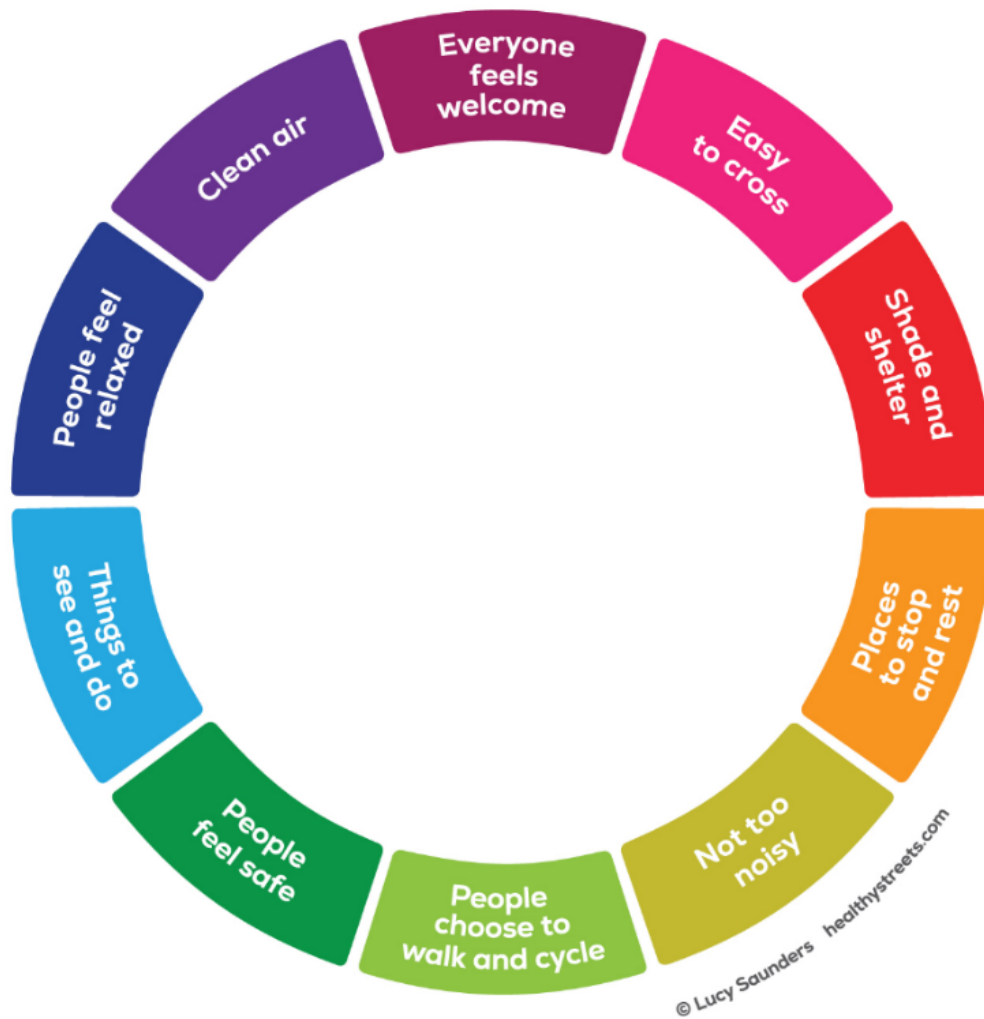 Everyone
feels
welcome
Easy
to cross
Shade and
shelter
Places
to stop
and rest
Not too
noisy
People
choose to
walk and cycle
People
feel safe
Things to
see and do
People feel
relaxed
Clean air
© Lucy Saunders healthystreets.com